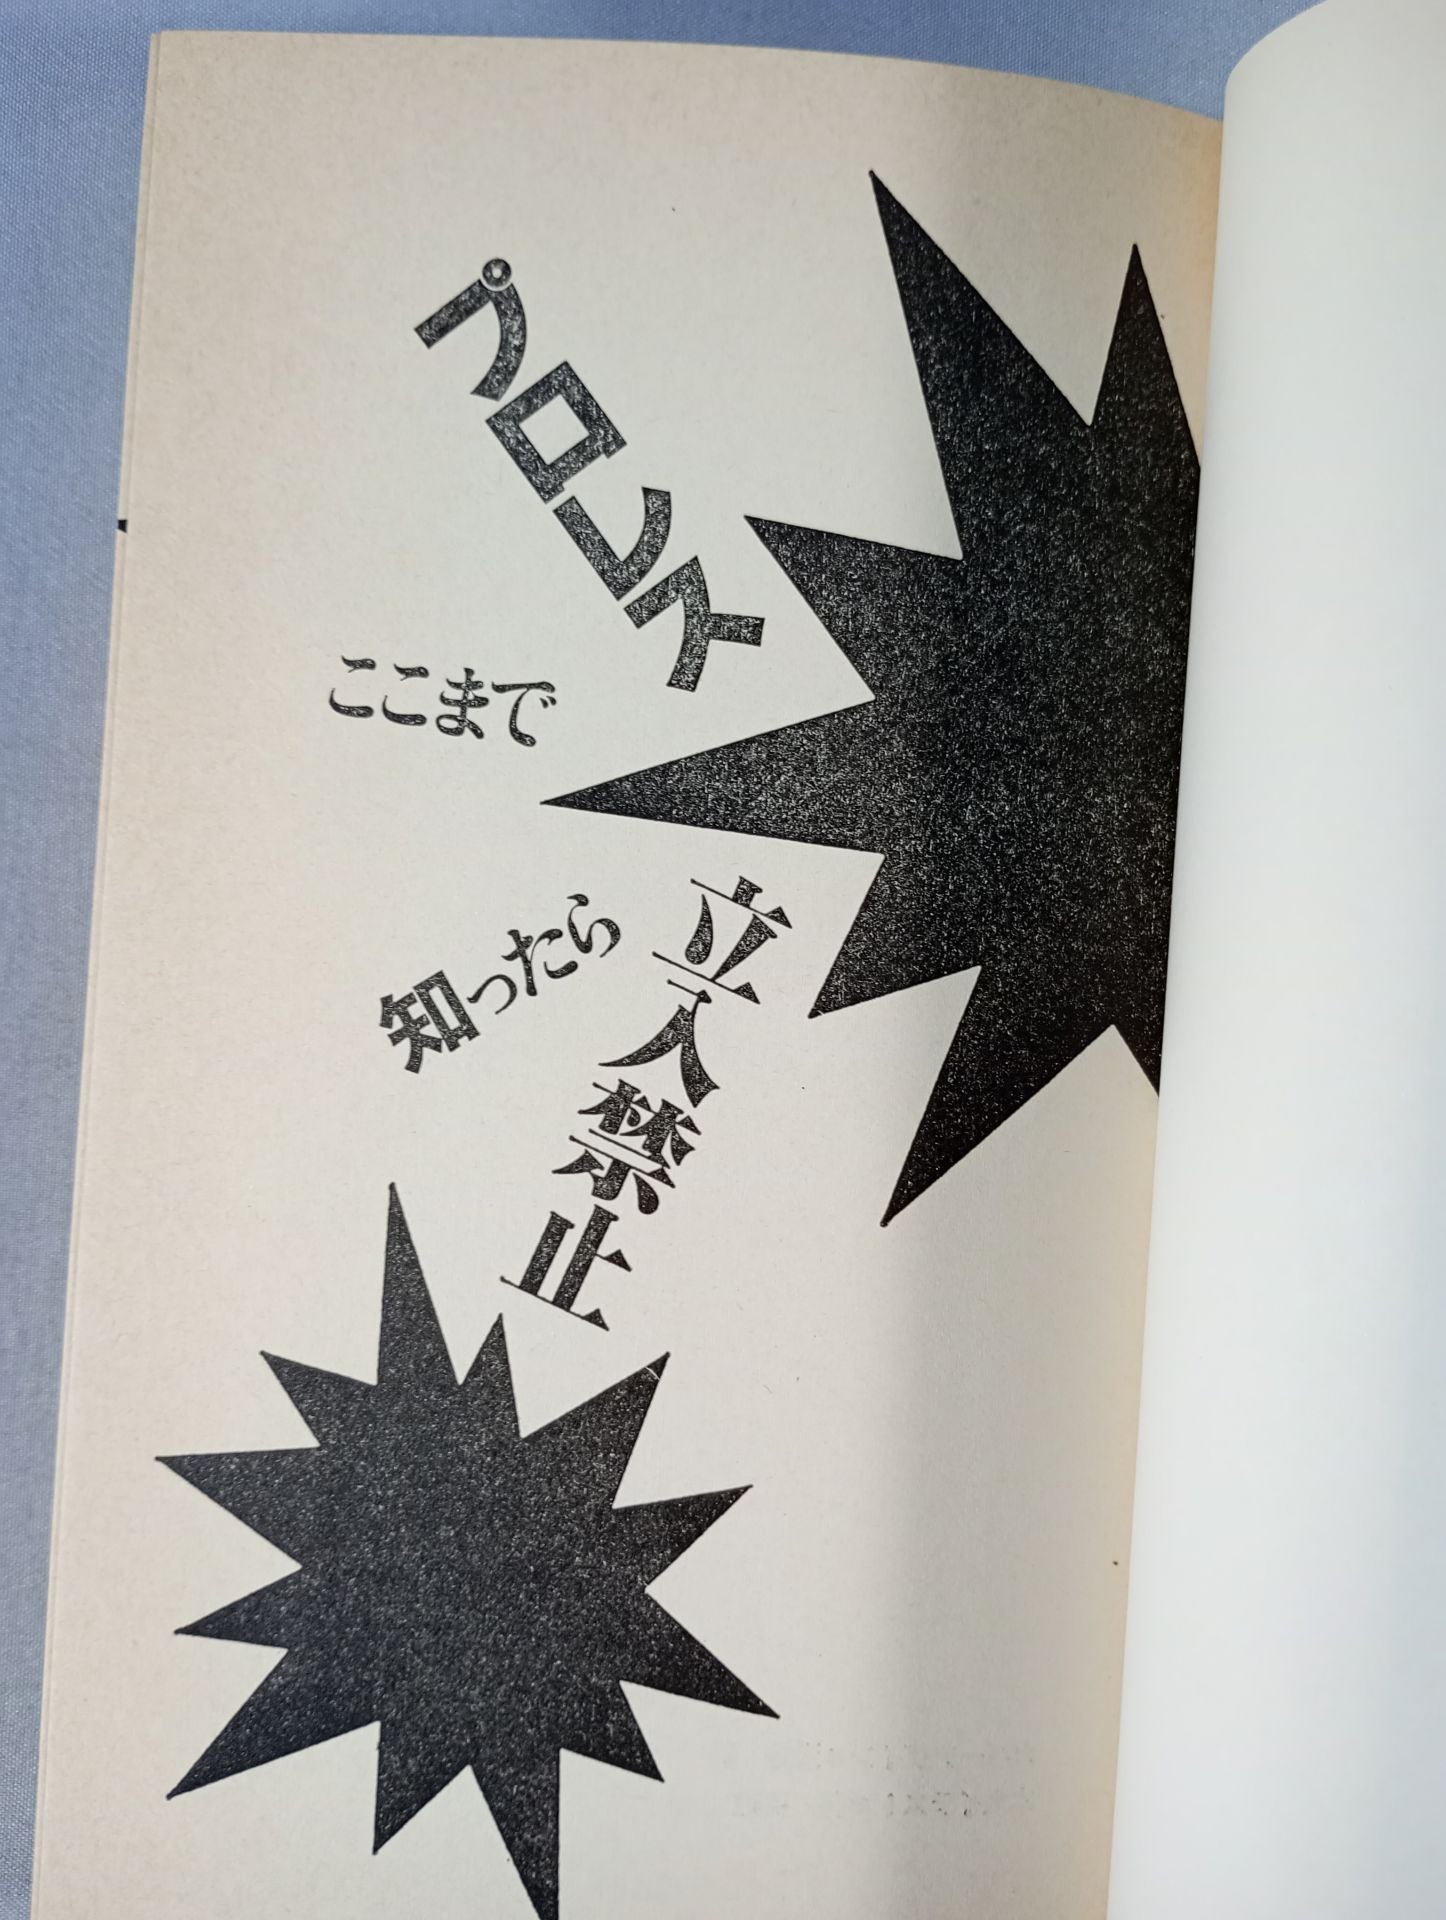 プロレス
ここまで
知ったら
立入禁止